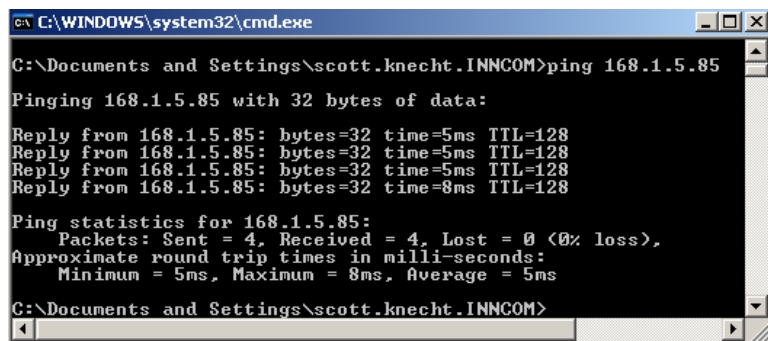 C:\WINDOWS\system32\cmd.exe
C:\Documents and Settings\scott.knecht.INNCOM>ping 168.1.5.85
Pinging 168.1.5.85 with 32 bytes of data:
Reply from 168.1.5.85: bytes=32 time=5ms TTL=128
Reply from 168.1.5.85: bytes=32 time=5ms TTL=128
Reply from 168.1.5.85: bytes=32 time=5ms TTL=128
Reply from 168.1.5.85: bytes=32 time=8ms TTL=128
Ping statistics for 168.1.5.85:
    Packets: Sent = 4, Received = 4, Lost = 0 (0% loss),
Approximate round trip times in milli-seconds:
    Minimum = 5ms, Maximum = 8ms, Average = 5ms
C:\Documents and Settings\scott.knecht.INNCOM>